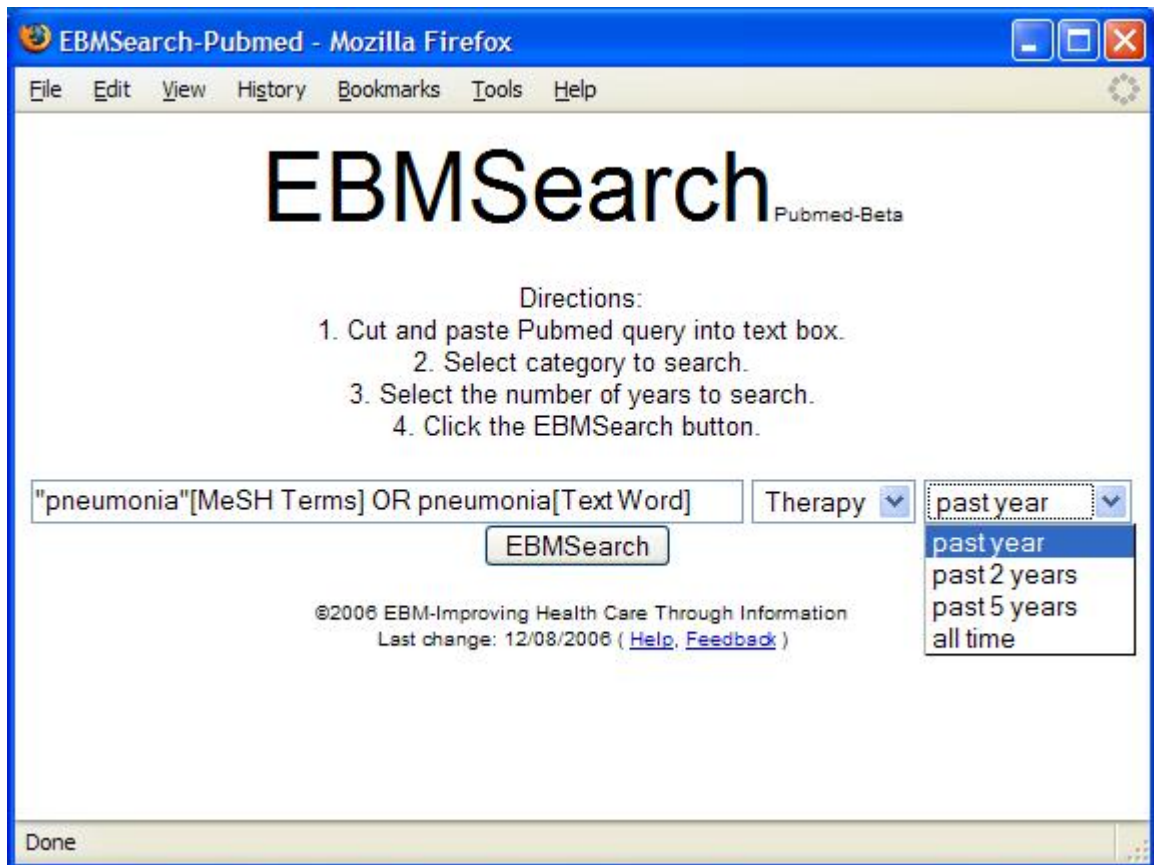 EBMSearch-Pubmed - Mozilla Firefox
File Edit View History Bookmarks Tools Help
EBMSearch Pubmed-Beta
Directions:
1. Cut and paste Pubmed query into text box.
2. Select category to search.
3. Select the number of years to search.
4. Click the EBMSearch button.
"pneumonia"[MeSH Terms] OR pneumonia[Text Word] Therapy past year
EBMSearch
past year
past 2 years
past 5 years
all time
©2006 EBM-Improving Health Care Through Information
Last change: 12/08/2006 ( Help, Feedback )
Done